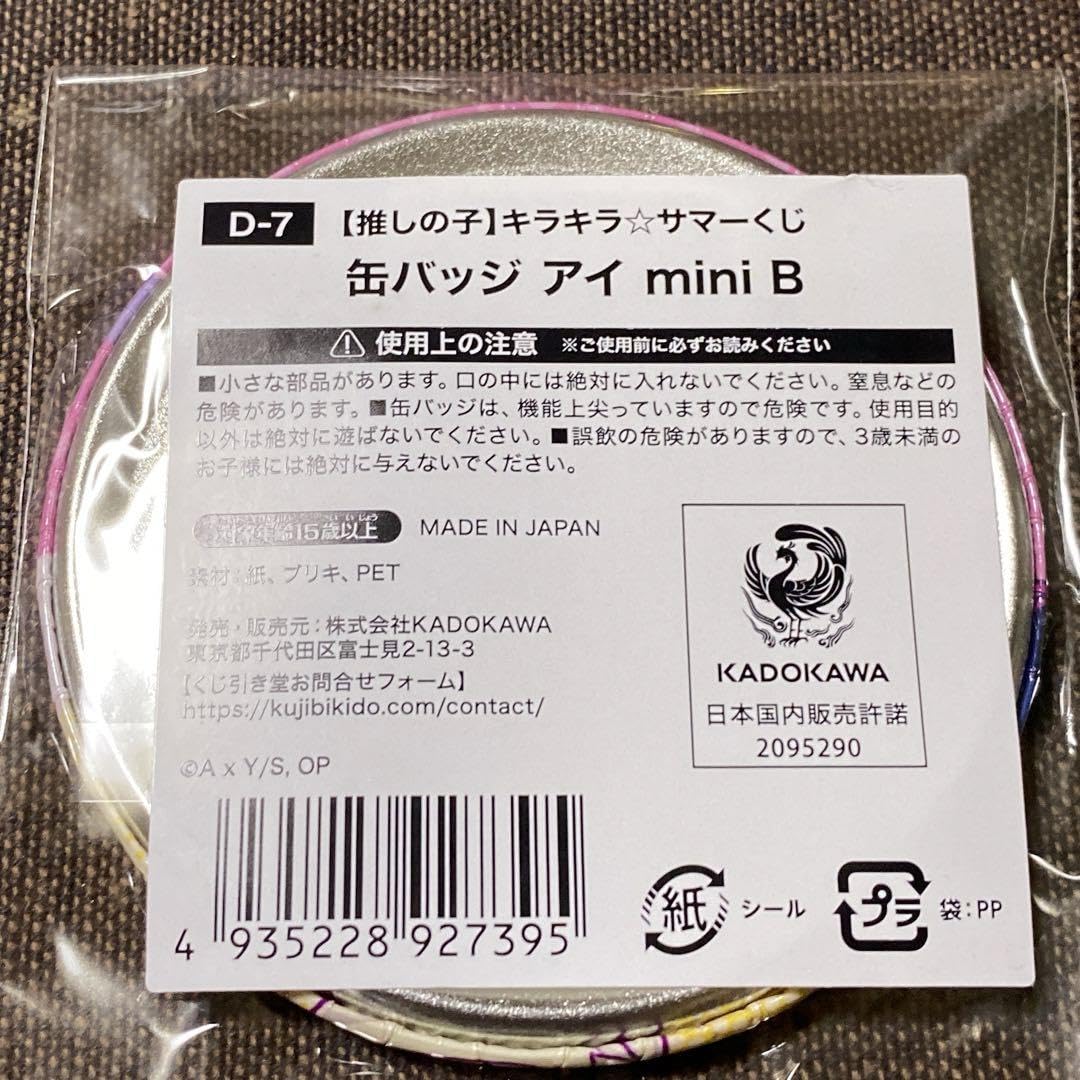 D-7
【推しの子】キラキラ☆サマーくじ
缶バッジ アイ mini B
使用上の注意 ※ご使用前に必ずお読みください
■小さな部品があります。口の中には絶対に入れないでください。窒息などの
危険があります。■缶バッジは、機能上尖っていますので危険です。使用目的
以外は絶対に遊ばないでください。■誤飲の危険がありますので、3歳未満の
お子様には絶対に与えないでください。
対象年齢15歳以上 MADE IN JAPAN
素材:紙、ブリキ、PET
発売・販売元:株式会社KADOKAWA
東京都千代田区富士見2-13-3
【くじ引き堂お問合せフォーム】
https://kujibikido.com/contact/
©A x Y/S, OP
KADOKAWA
日本国内販売許諾
2095290
4 935228 927395
紙 シール
プラ 袋:PP